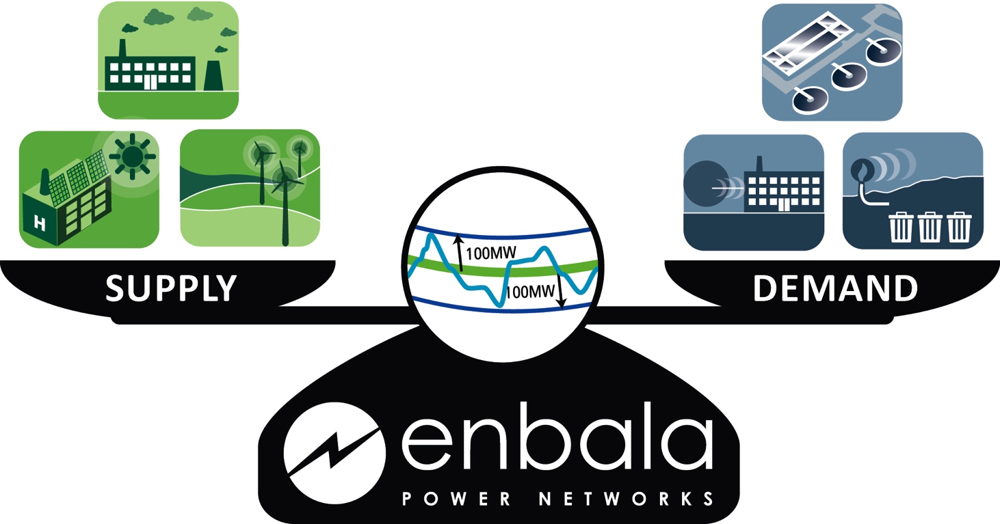 H
100MW
100MW
SUPPLY
DEMAND
enbala
POWER NETWORKS